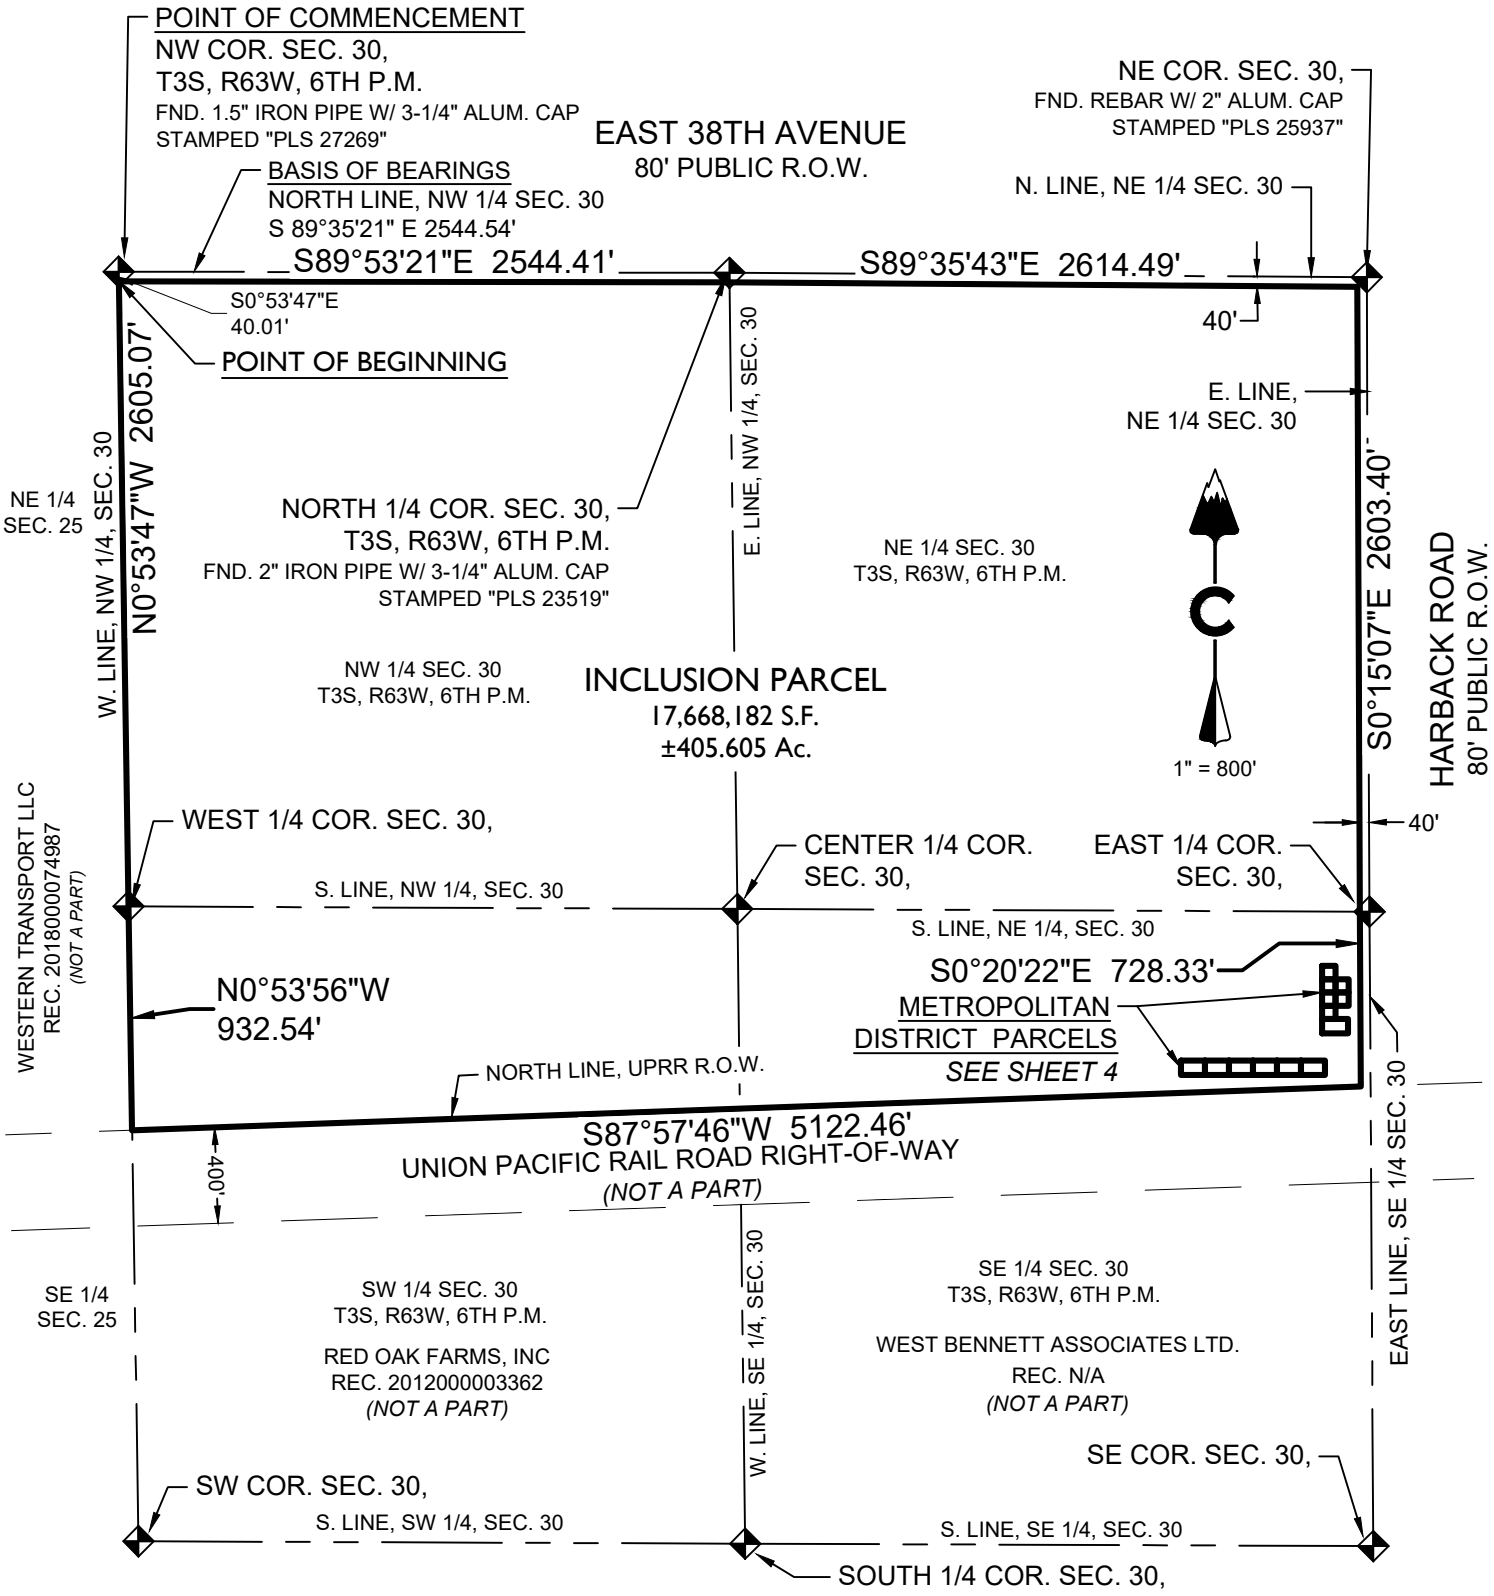 POINT OF COMMENCEMENT
NW COR. SEC. 30,
T3S, R63W, 6TH P.M.
FND. 1.5" IRON PIPE W/ 3-1/4" ALUM. CAP
STAMPED "PLS 27269"
EAST 38TH AVENUE
80' PUBLIC R.O.W.
NE COR. SEC. 30,
FND. REBAR W/ 2" ALUM. CAP
STAMPED "PLS 25937"
BASIS OF BEARINGS
NORTH LINE, NW 1/4 SEC. 30
S 89°35'21" E 2544.54'
N. LINE, NE 1/4 SEC. 30
S89°53'21"E 2544.41'
S89°35'43"E 2614.49'
S0°53'47"E
40.01'
POINT OF BEGINNING
40'
E. LINE,
NE 1/4 SEC. 30
N0°53'47"W 2605.07'
W. LINE, NW 1/4, SEC. 30
E. LINE, NW 1/4, SEC. 30
NE 1/4
SEC. 25
NORTH 1/4 COR. SEC. 30,
T3S, R63W, 6TH P.M.
FND. 2" IRON PIPE W/ 3-1/4" ALUM. CAP
STAMPED "PLS 23519"
NE 1/4 SEC. 30
T3S, R63W, 6TH P.M.
S0°15'07"E 2603.40'
HARBACK ROAD
80' PUBLIC R.O.W.
NW 1/4 SEC. 30
T3S, R63W, 6TH P.M.
INCLUSION PARCEL
17,668,182 S.F.
±405.605 Ac.
1" = 800'
WESTERN TRANSPORT LLC
REC. 2018000074987
(NOT A PART)
WEST 1/4 COR. SEC. 30,
CENTER 1/4 COR.
SEC. 30,
EAST 1/4 COR.
SEC. 30,
40'
S. LINE, NW 1/4, SEC. 30
S. LINE, NE 1/4, SEC. 30
N0°53'56"W
932.54'
S0°20'22"E 728.33'
METROPOLITAN
DISTRICT PARCELS
SEE SHEET 4
NORTH LINE, UPRR R.O.W.
S87°57'46"W 5122.46'
UNION PACIFIC RAIL ROAD RIGHT-OF-WAY
(NOT A PART)
400'
EAST LINE, SE 1/4 SEC. 30
W. LINE, SE 1/4, SEC. 30
SE 1/4
SEC. 25
SW 1/4 SEC. 30
T3S, R63W, 6TH P.M.
RED OAK FARMS, INC
REC. 2012000003362
(NOT A PART)
SE 1/4 SEC. 30
T3S, R63W, 6TH P.M.
WEST BENNETT ASSOCIATES LTD.
REC. N/A
(NOT A PART)
SW COR. SEC. 30,
SE COR. SEC. 30,
S. LINE, SW 1/4, SEC. 30
S. LINE, SE 1/4, SEC. 30
SOUTH 1/4 COR. SEC. 30,